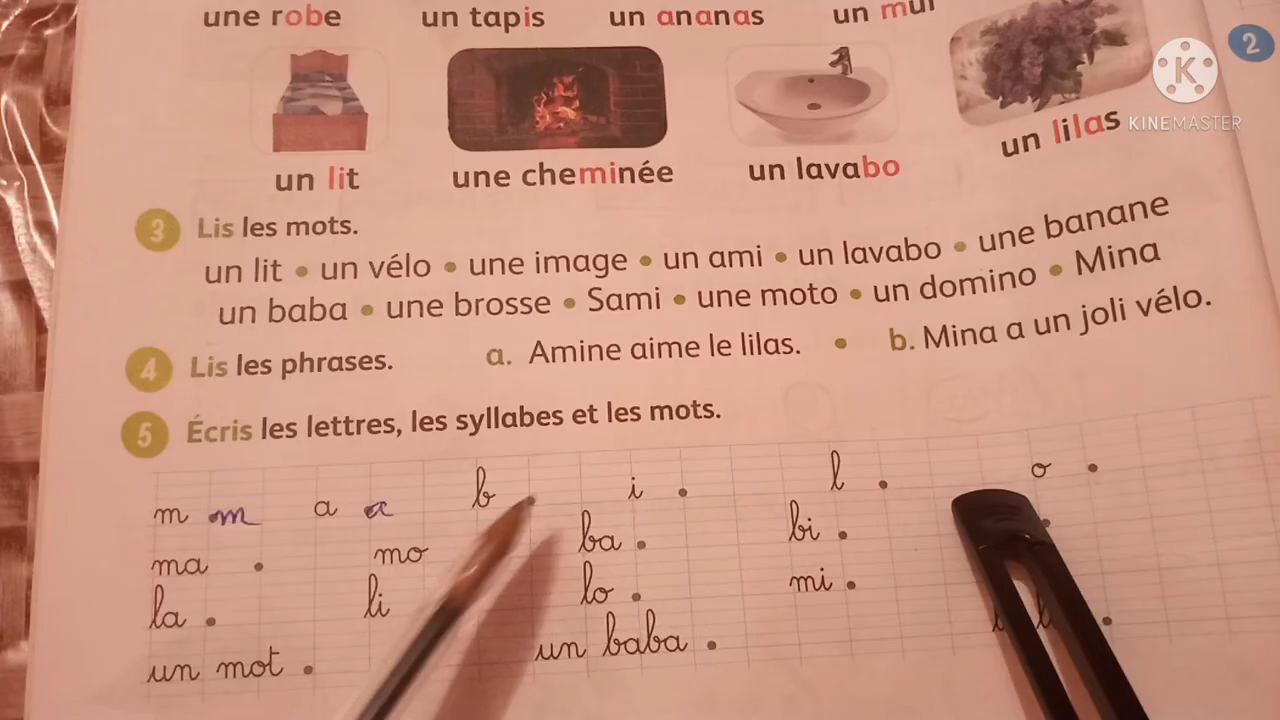 une robe un tapis un ananas un
un lit une cheminée un lavabo un lilas
2
KINEMASTER
3 Lis les mots.
un lit • un vélo • une image • un ami • un lavabo • une banane
un baba • une brosse • Sami • une moto • un domino • Mina
4 Lis les phrases. a. Amine aime le lilas. • b. Mina a un joli vélo.
5 Écris les lettres, les syllabes et les mots.
m m a a b i . l . o .
ma . mo ba . bi .
la . li lo . mi .
un mot . un baba .